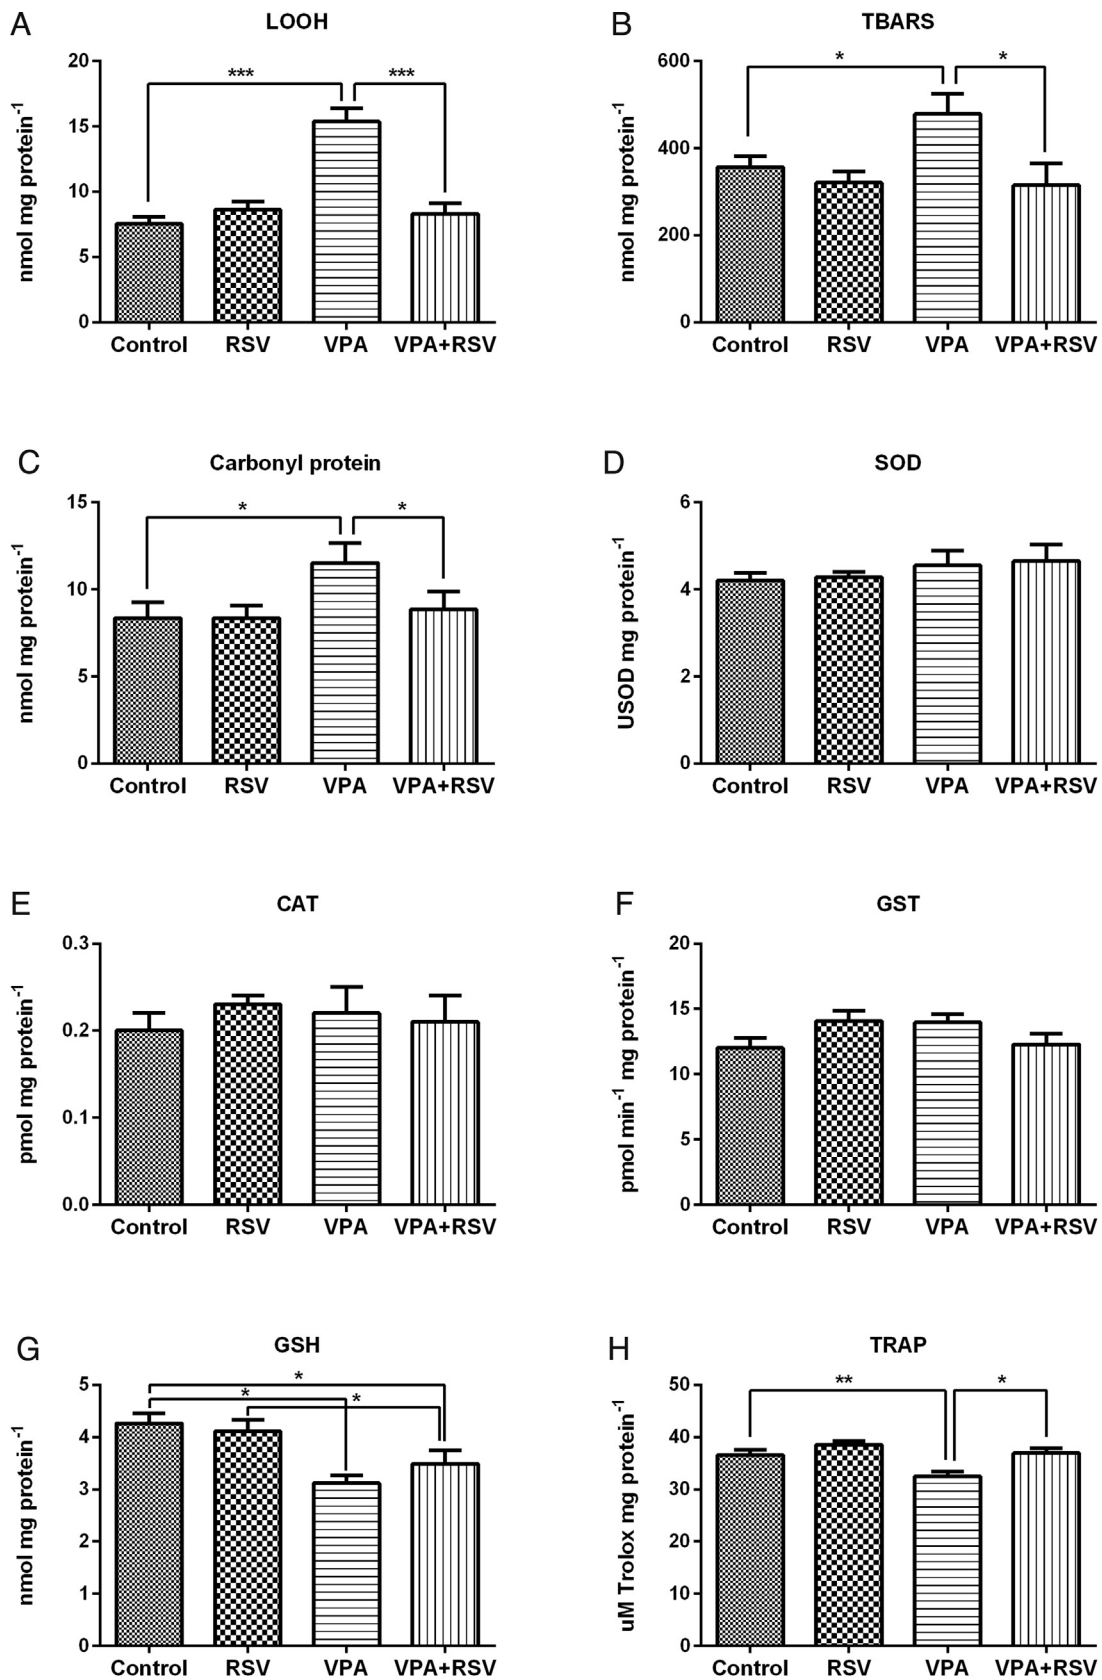 A
LOOH
nmol mg protein⁻¹
20
15
10
5
0
*** ***
Control RSV VPA VPA+RSV
B
TBARS
nmol mg protein⁻¹
600
400
200
0
* *
Control RSV VPA VPA+RSV
C
Carbonyl protein
nmol mg protein⁻¹
15
10
5
0
* *
Control RSV VPA VPA+RSV
D
SOD
USOD mg protein⁻¹
6
4
2
0
Control RSV VPA VPA+RSV
E
CAT
pmol mg protein⁻¹
0.3
0.2
0.1
0.0
Control RSV VPA VPA+RSV
F
GST
pmol min⁻¹ mg protein⁻¹
20
15
10
5
0
Control RSV VPA VPA+RSV
G
GSH
nmol mg protein⁻¹
5
4
3
2
1
0
*
* *
Control RSV VPA VPA+RSV
H
TRAP
uM Trolox mg protein⁻¹
50
40
30
20
10
0
** *
Control RSV VPA VPA+RSV